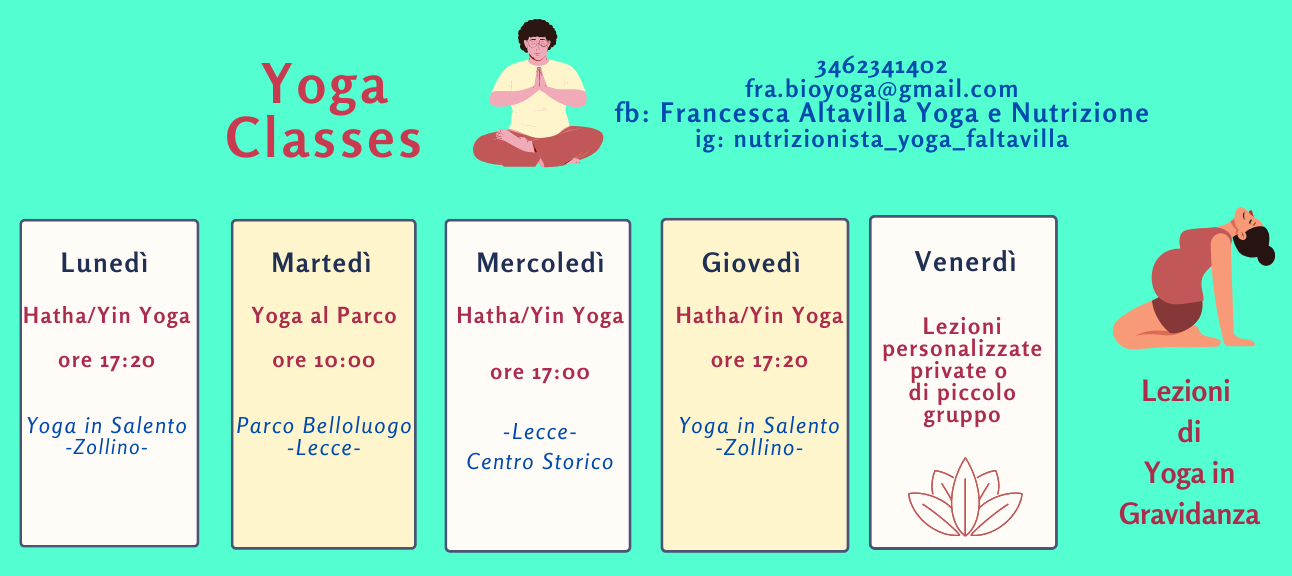 Yoga
Classes
3462341402
fra.bioyoga@gmail.com
fb: Francesca Altavilla Yoga e Nutrizione
ig: nutrizionista_yoga_faltavilla
Lunedì
Hatha/Yin Yoga
ore 17:20
Yoga in Salento
-Zollino-
Martedì
Yoga al Parco
ore 10:00
Parco Belloluogo
-Lecce-
Mercoledì
Hatha/Yin Yoga
ore 17:00
-Lecce-
Centro Storico
Giovedì
Hatha/Yin Yoga
ore 17:20
Yoga in Salento
-Zollino-
Venerdì
Lezioni
personalizzate
private o
di piccolo
gruppo
Lezioni
di
Yoga in
Gravidanza